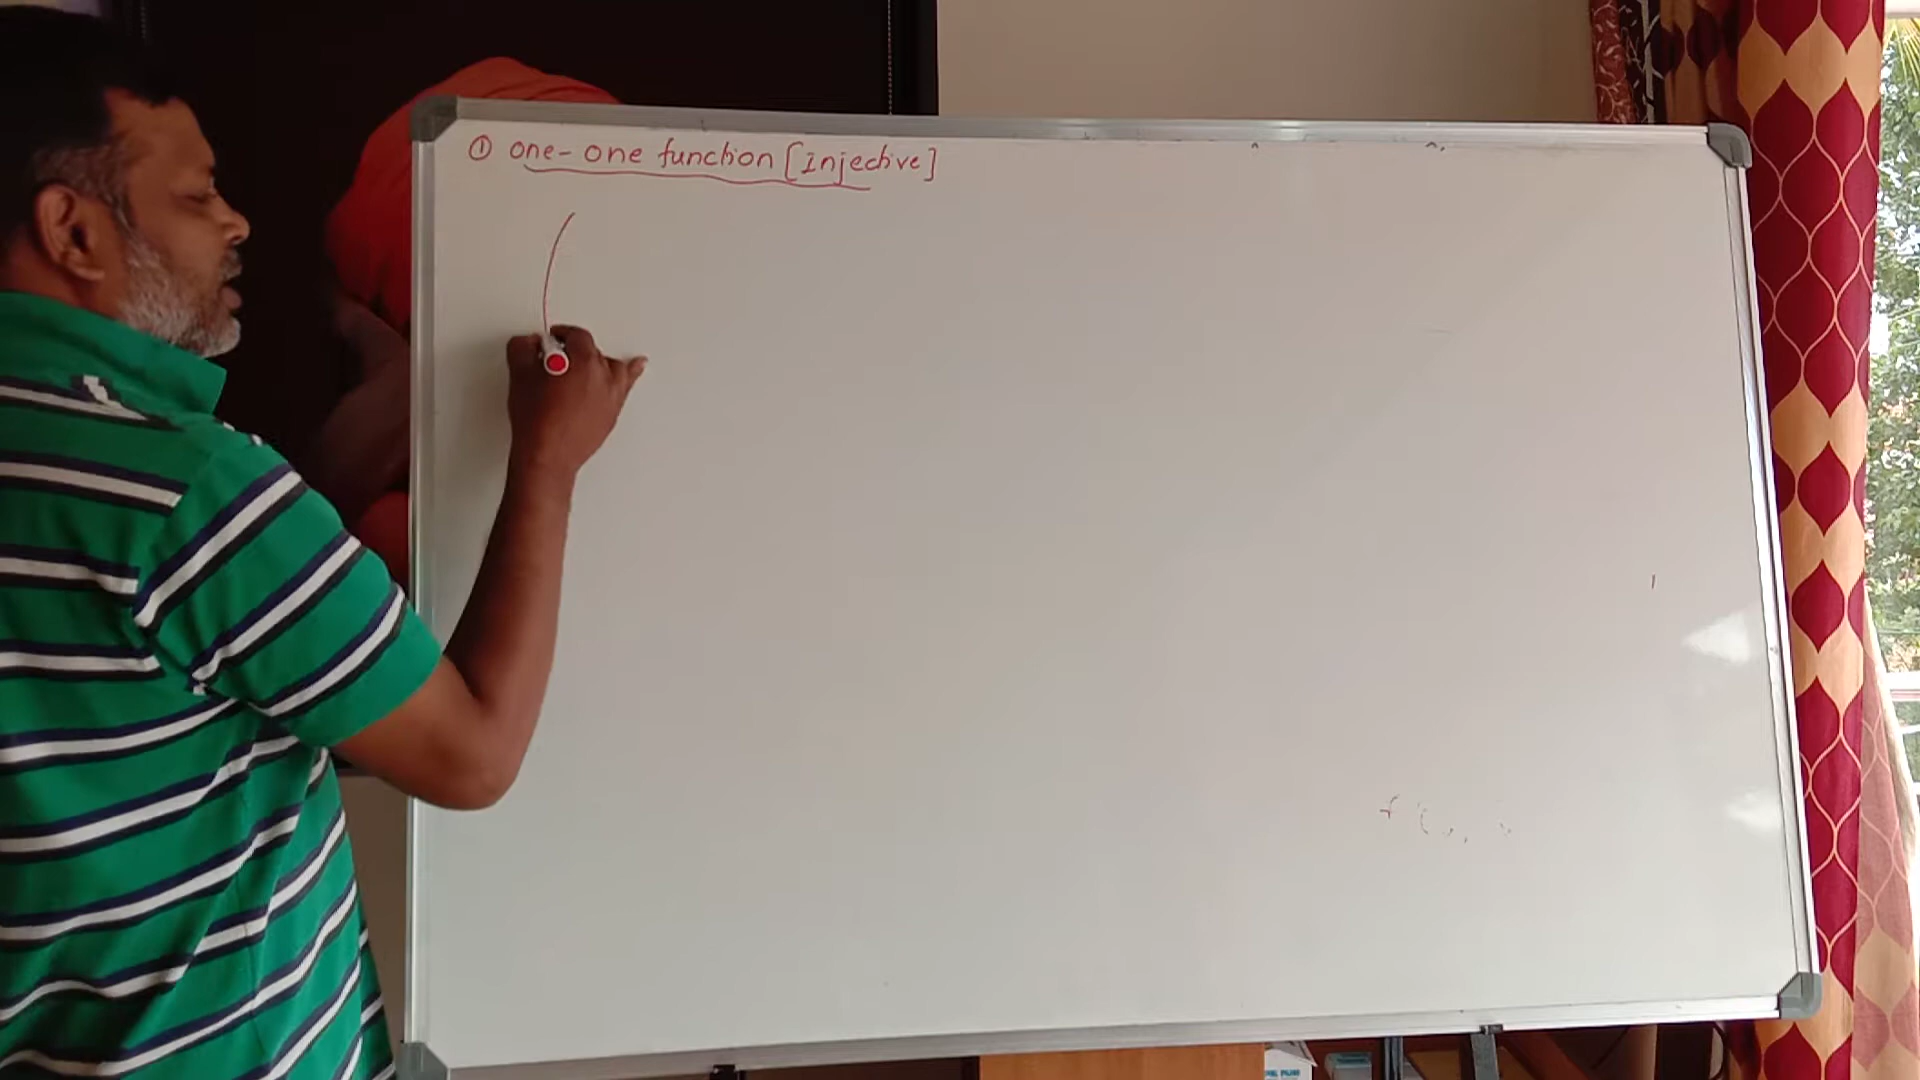 ① one-one function [Injective]
f(